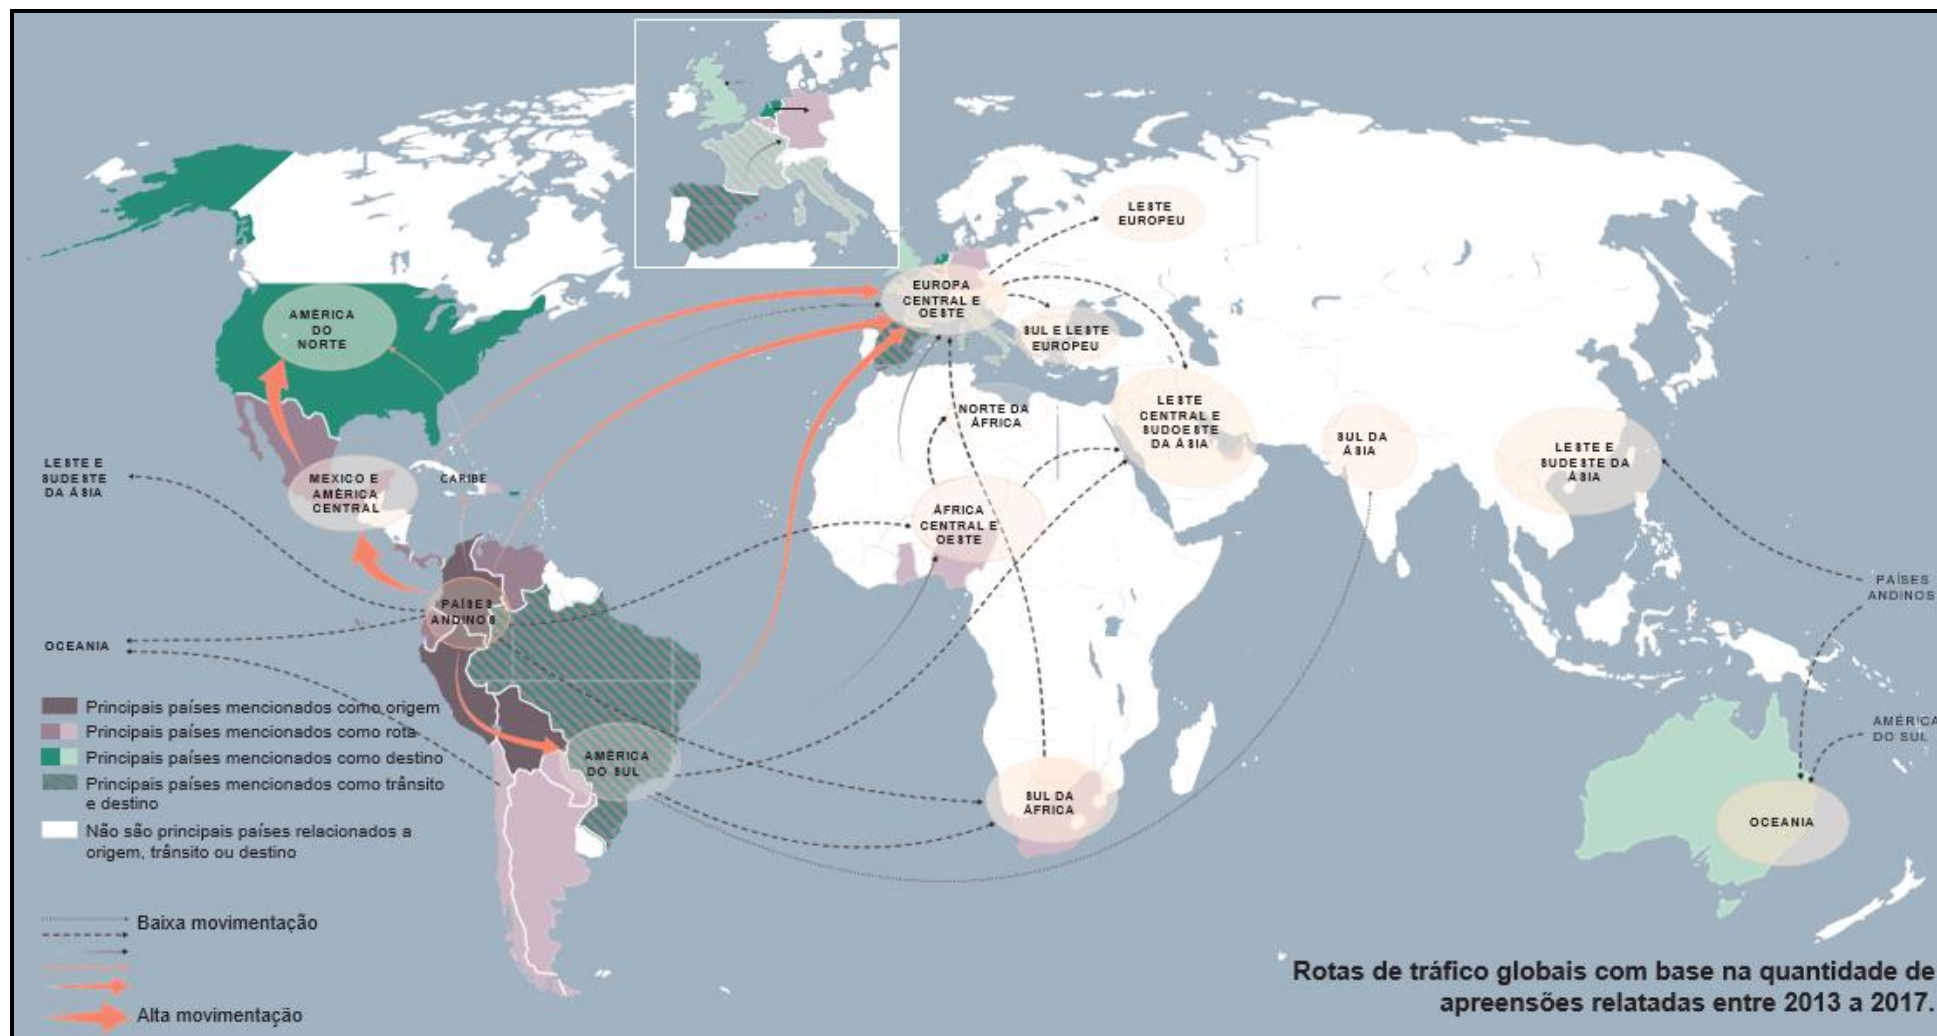 LESTE
EUROPEU
EUROPA
CENTRAL E
OESTE
AMÉRICA
DO
NORTE
SUL E LESTE
EUROPEU
NORTE DA
ÁFRICA
LESTE
CENTRAL E
SUDOESTE
DA ÁSIA
SUL DA
ÁSIA
LESTE E
SUDESTE DA
ÁSIA
LESTE E
SUDESTE
DA ÁSIA
MEXICO E
AMÉRICA
CENTRAL
CARIBE
ÁFRICA
CENTRAL E
OESTE
PAÍSES
ANDINOS
PAÍSES
ANDINOS
OCEANIA
AMÉRICA
DO SUL
AMÉRICA
DO SUL
SUL DA
ÁFRICA
OCEANIA
Principais países mencionados como origem
Principais países mencionados como rota
Principais países mencionados como destino
Principais países mencionados como trânsito
e destino
Não são principais países relacionados a
origem, trânsito ou destino
Baixa movimentação
Alta movimentação
Rotas de tráfico globais com base na quantidade de
apreensões relatadas entre 2013 a 2017.